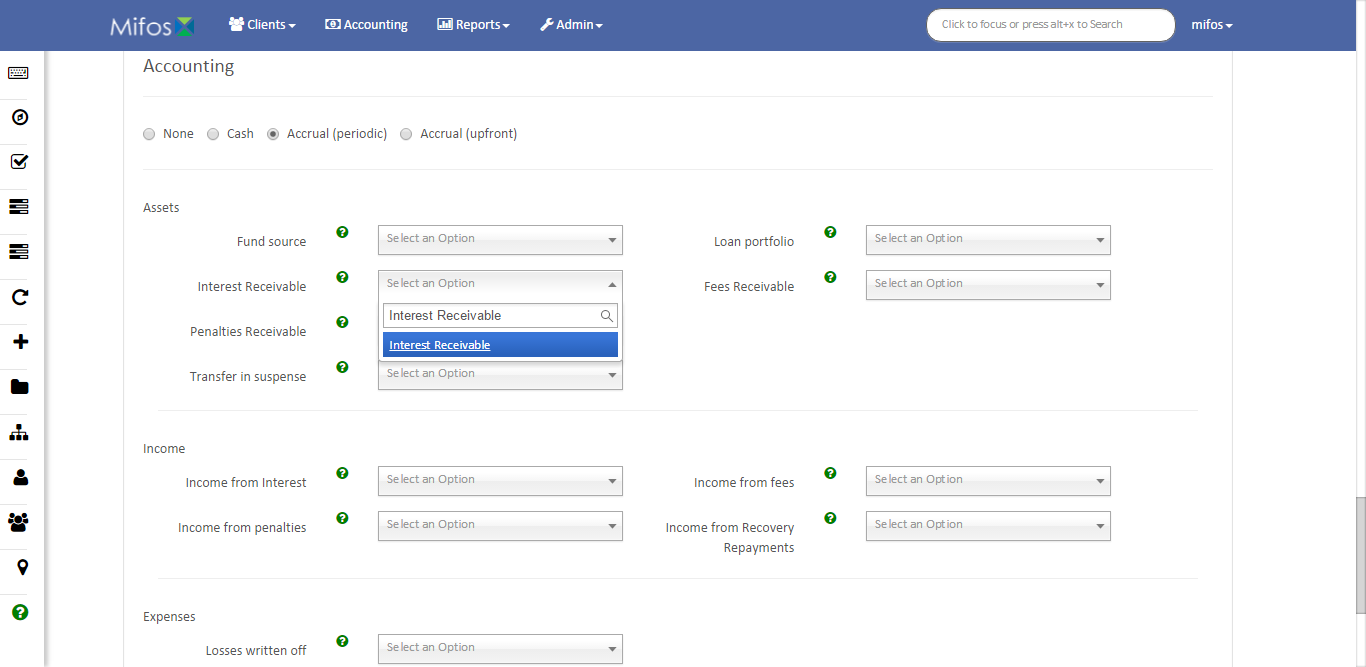 Mifos Clients Accounting Reports Admin Click to focus or press alt+x to Search mifos
Accounting
None Cash Accrual (periodic) Accrual (upfront)
Assets
Fund source ? Select an Option Loan portfolio ? Select an Option
Interest Receivable ? Select an Option Fees Receivable ? Select an Option
Interest Receivable
Penalties Receivable ?
Interest Receivable
Transfer in suspense ? Select an Option
Income
Income from Interest ? Select an Option Income from fees ? Select an Option
Income from penalties ? Select an Option Income from Recovery ? Select an Option
Repayments
?
Expenses
Losses written off ? Select an Option